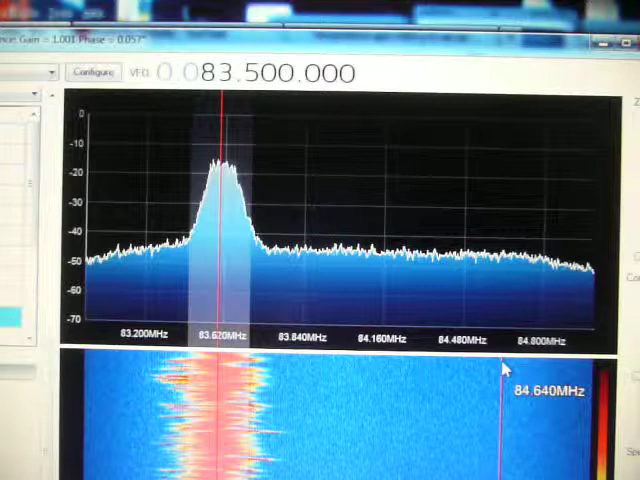 Gain = 1.001 Phase = 0.057°
Configure VFO: 0.083.500.000
0
-10
-20
-30
-40
-50
-60
-70
83.200MHz 83.520MHz 83.840MHz 84.160MHz 84.480MHz 84.800MHz
84.640MHz